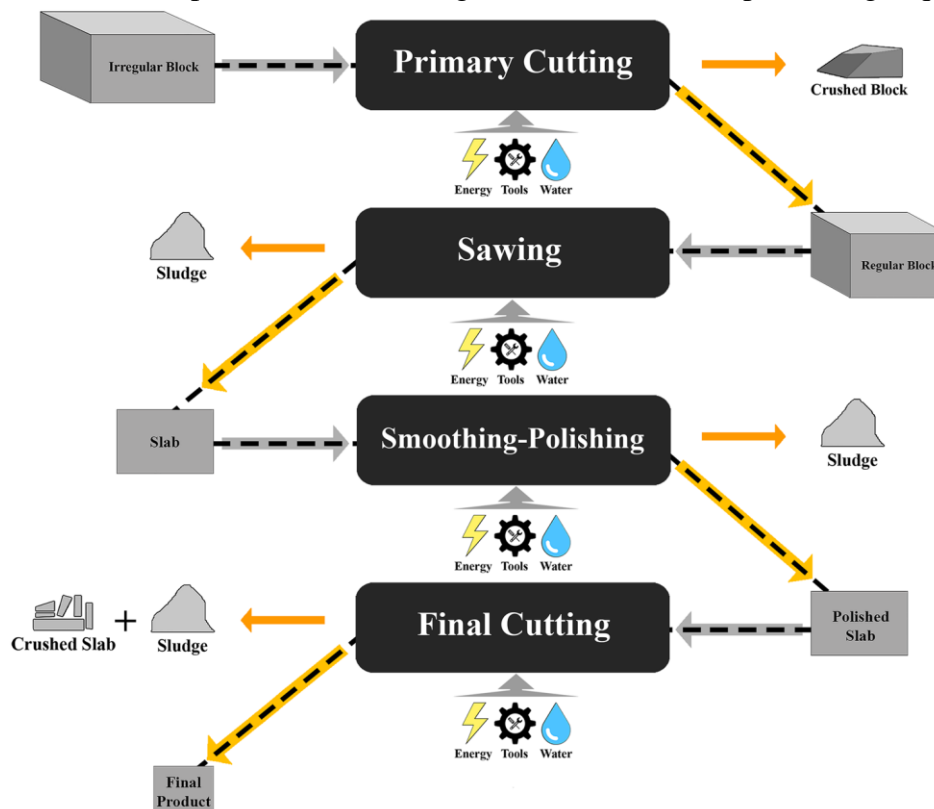 Irregular Block
Primary Cutting
Crushed Block
Energy Tools Water
Sawing
Sludge
Regular Block
Energy Tools Water
Slab
Smoothing-Polishing
Sludge
Energy Tools Water
Crushed Slab
+
Sludge
Final Cutting
Polished
Slab
Energy Tools Water
Final
Product